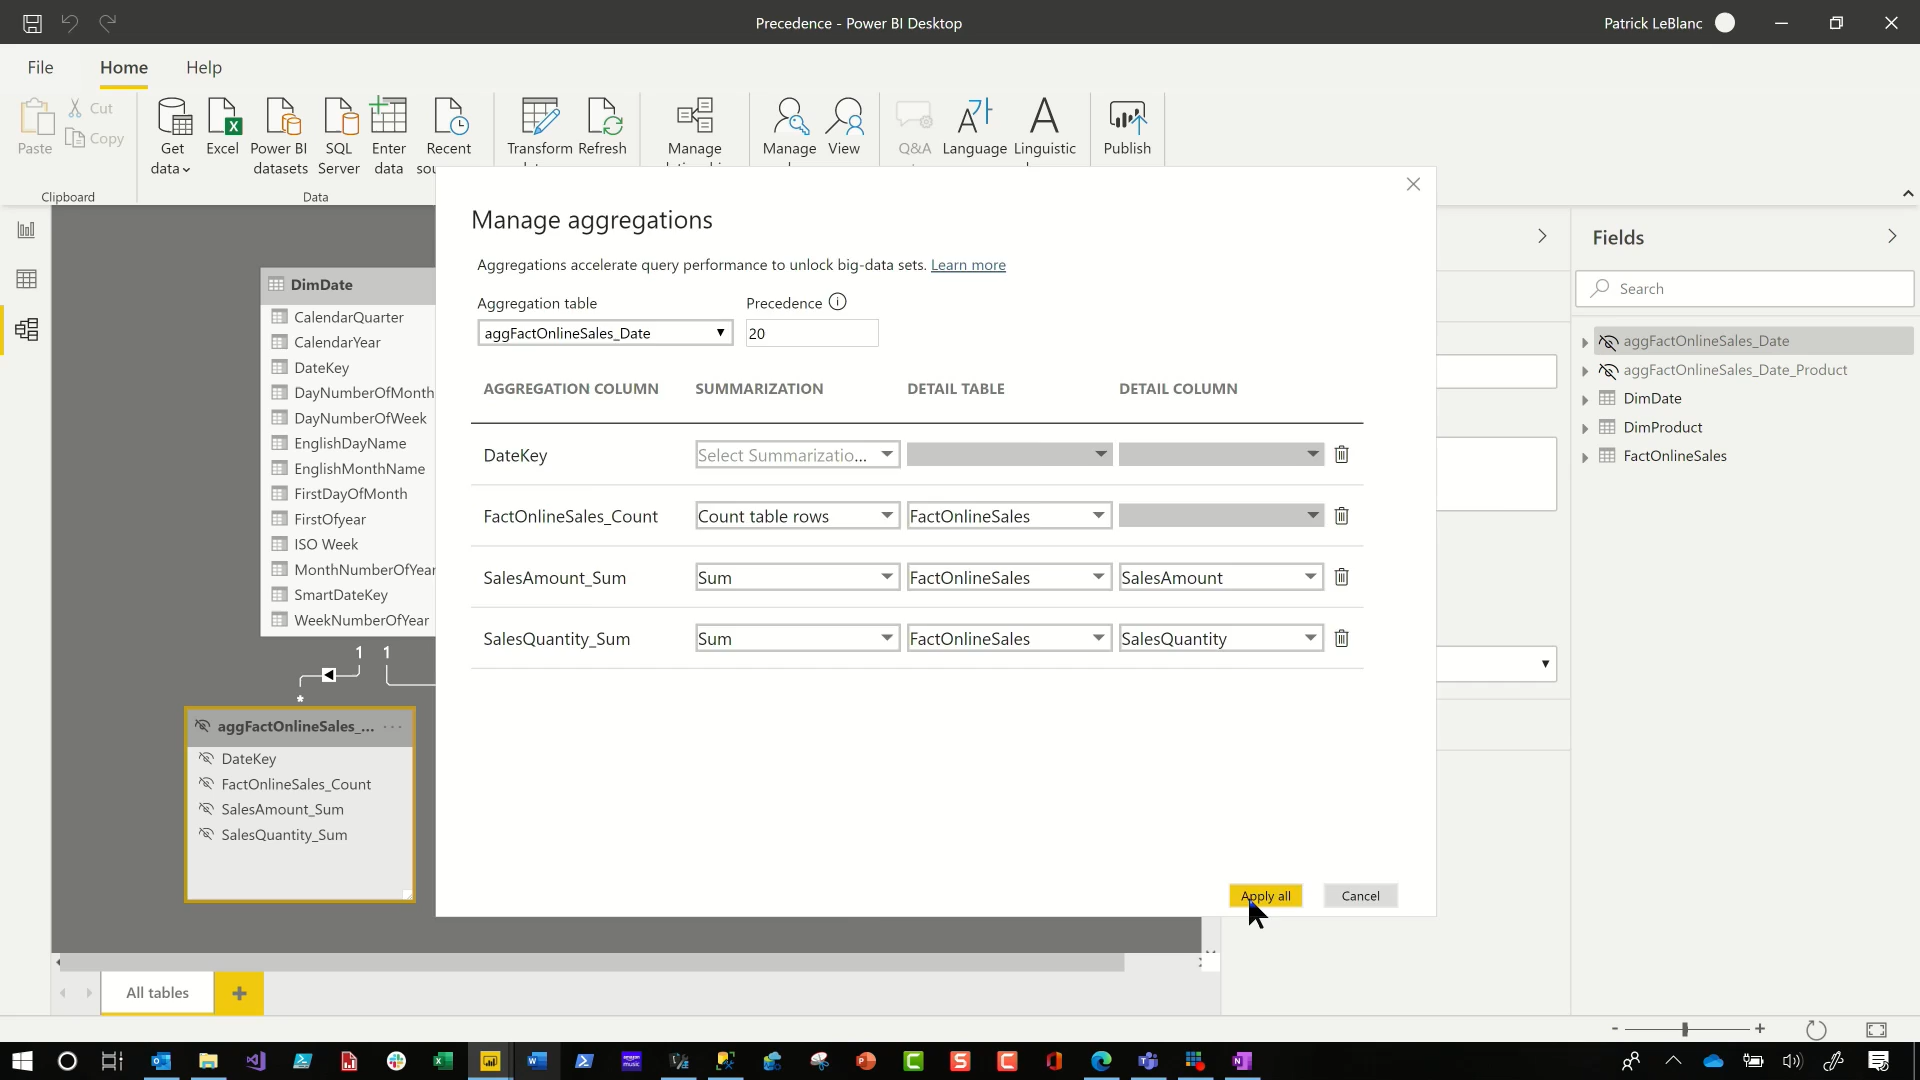 Precedence - Power BI Desktop
Patrick LeBlanc
File
Home
Help
Paste
Cut
Copy
Clipboard
Get data
Excel
Power BI datasets
SQL Server
Enter data
Recent
Data
Transform
Refresh
Manage
Manage
View
Q&A
Language
Linguistic
Publish
DimDate
CalendarQuarter
CalendarYear
DateKey
DayNumberOfMonth
DayNumberOfWeek
EnglishDayName
EnglishMonthName
FirstDayOfMonth
FirstOfyear
ISO Week
MonthNumberOfYear
SmartDateKey
WeekNumberOfYear
1 1
*
aggFactOnlineSales_... ...
DateKey
FactOnlineSales_Count
SalesAmount_Sum
SalesQuantity_Sum
Manage aggregations
Aggregations accelerate query performance to unlock big-data sets. Learn more
Aggregation table
Precedence
aggFactOnlineSales_Date
20
AGGREGATION COLUMN SUMMARIZATION DETAIL TABLE DETAIL COLUMN
DateKey Select Summarizatio...
FactOnlineSales_Count Count table rows FactOnlineSales
SalesAmount_Sum Sum FactOnlineSales SalesAmount
SalesQuantity_Sum Sum FactOnlineSales SalesQuantity
Apply all
Cancel
Fields
Search
aggFactOnlineSales_Date
aggFactOnlineSales_Date_Product
DimDate
DimProduct
FactOnlineSales
All tables